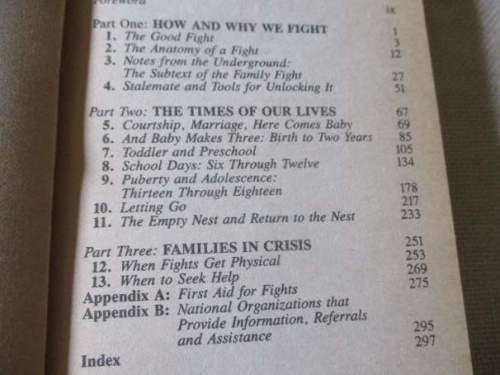 Foreword ix
Part One: HOW AND WHY WE FIGHT 1
1. The Good Fight 3
2. The Anatomy of a Fight 12
3. Notes from the Underground:
The Subtext of the Family Fight 27
4. Stalemate and Tools for Unlocking It 51
Part Two: THE TIMES OF OUR LIVES 67
5. Courtship, Marriage, Here Comes Baby 69
6. And Baby Makes Three: Birth to Two Years 85
7. Toddler and Preschool 105
8. School Days: Six Through Twelve 134
9. Puberty and Adolescence:
Thirteen Through Eighteen 178
10. Letting Go 217
11. The Empty Nest and Return to the Nest 233
Part Three: FAMILIES IN CRISIS 251
12. When Fights Get Physical 253
13. When to Seek Help 269
Appendix A: First Aid for Fights 275
Appendix B: National Organizations that
Provide Information, Referrals
and Assistance 295
Index 297